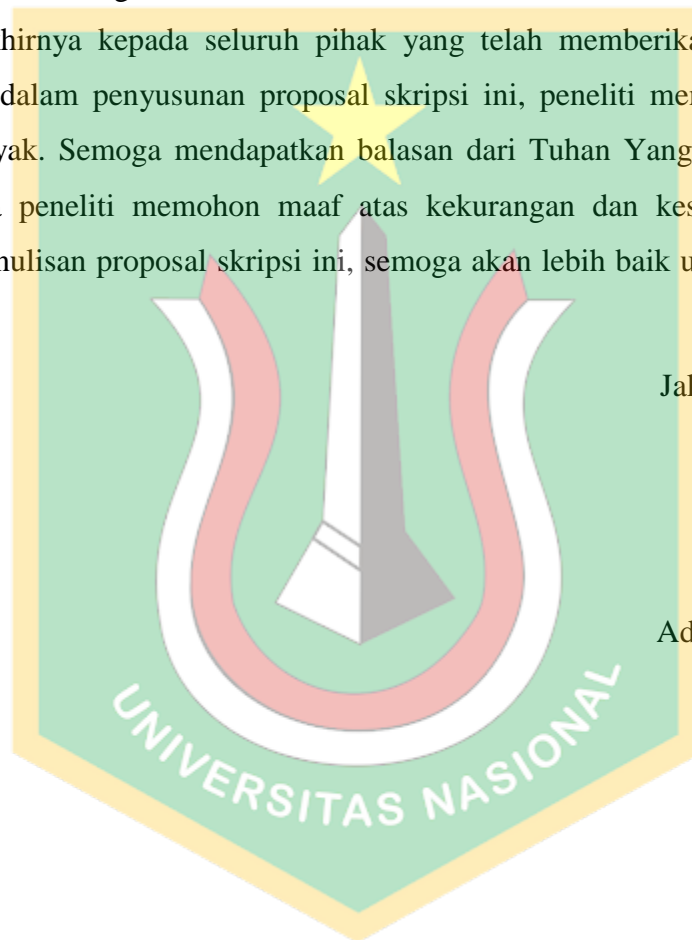 hirnya kepada seluruh pihak yang telah memberika
dalam penyusunan proposal skripsi ini, peneliti me
yak. Semoga mendapatkan balasan dari Tuhan Yang
peneliti memohon maaf atas kekurangan dan kes
nulisan proposal skripsi ini, semoga akan lebih baik u
Jal
Ad
UNIVERSITAS NASIONAL